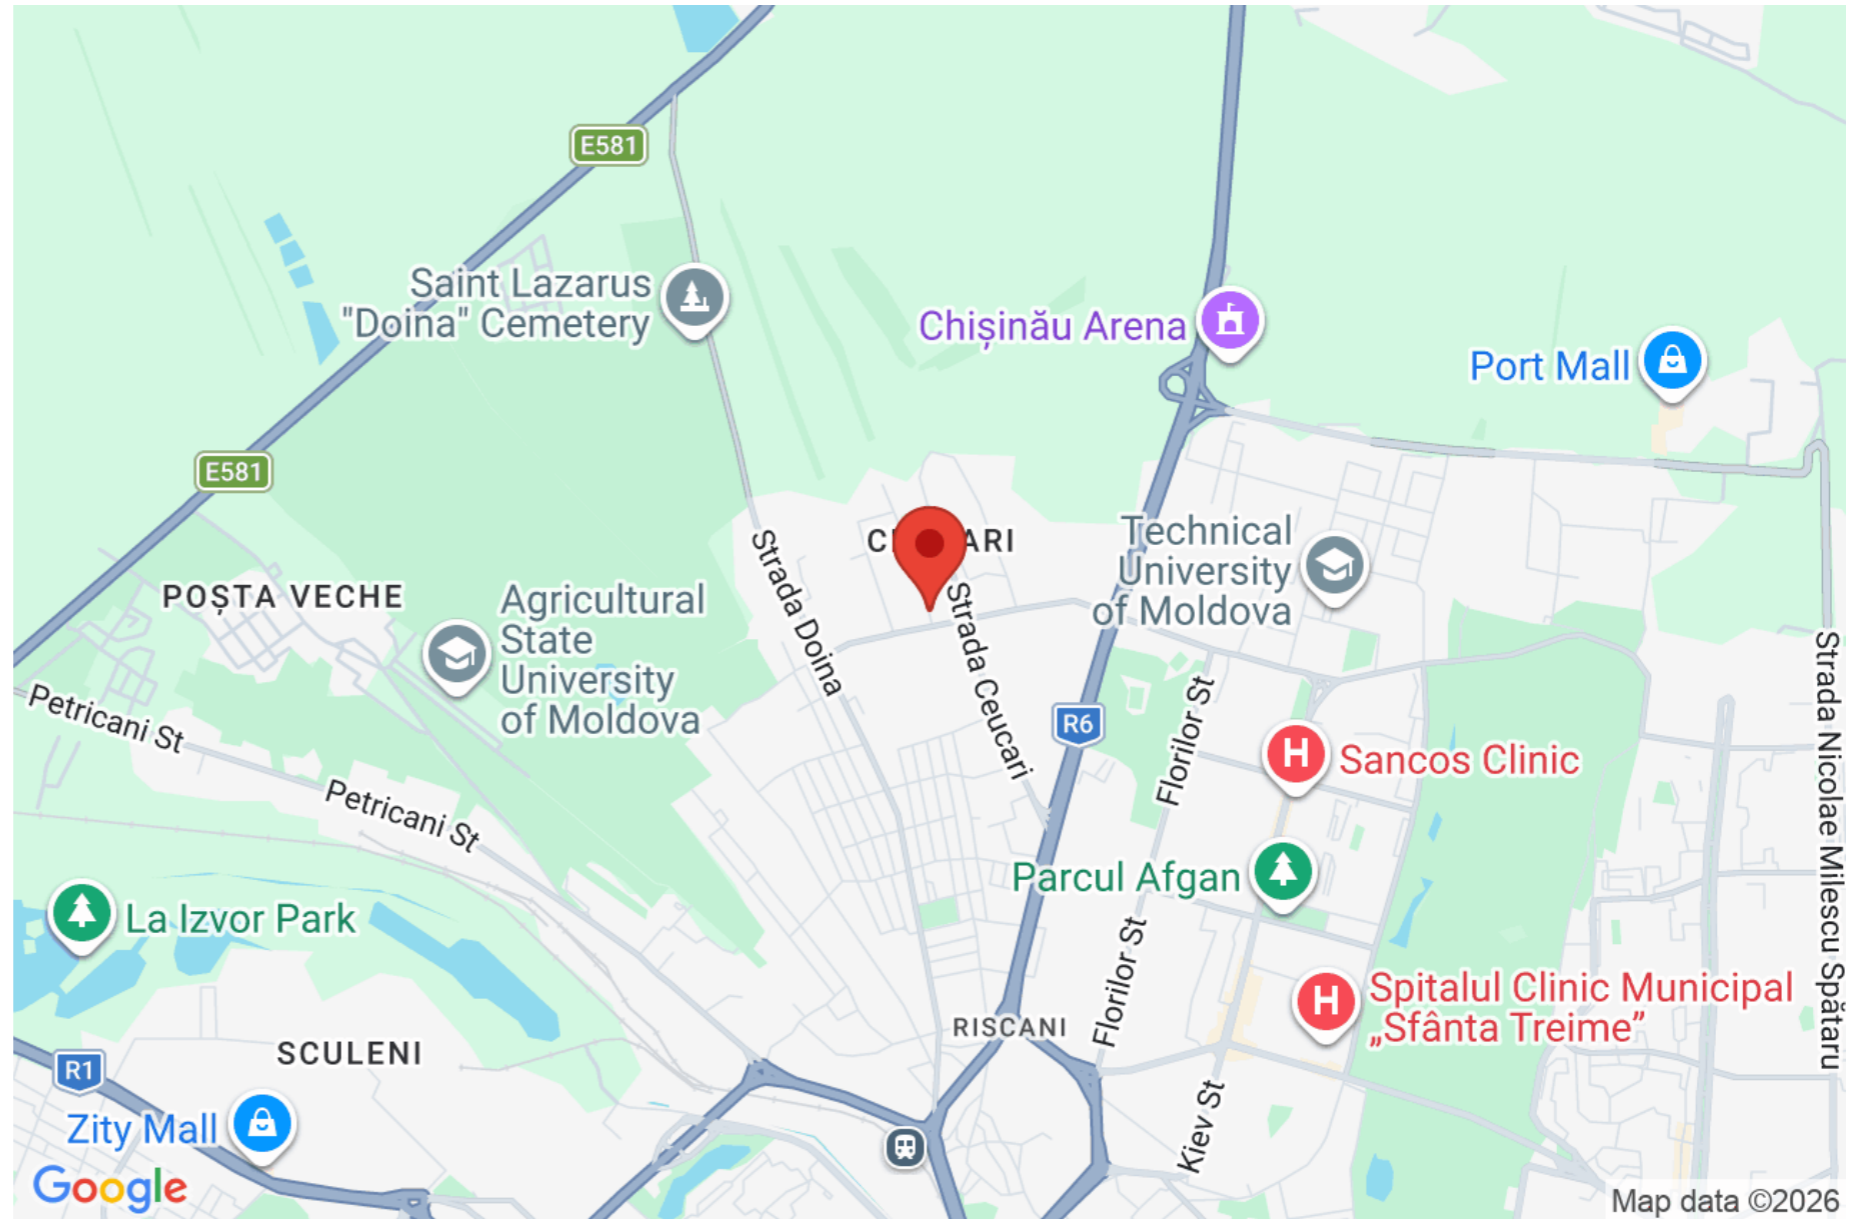 E581
Saint Lazarus
"Doina" Cemetery
Chișinău Arena
Port Mall
E581
Strada Doina
Technical
University
of Moldova
POȘTA VECHE
Agricultural
State
University
of Moldova
Strada Ceucari
Petricani St
R6
Florilor St
Sancos Clinic
Strada Nicolae Milescu Spătaru
Petricani St
Parcul Afgan
La Izvor Park
Florilor St
Spitalul Clinic Municipal
„Sfânta Treime”
RISCANI
SCULENI
R1
Zity Mall
Kiev St
Google
Map data ©2026